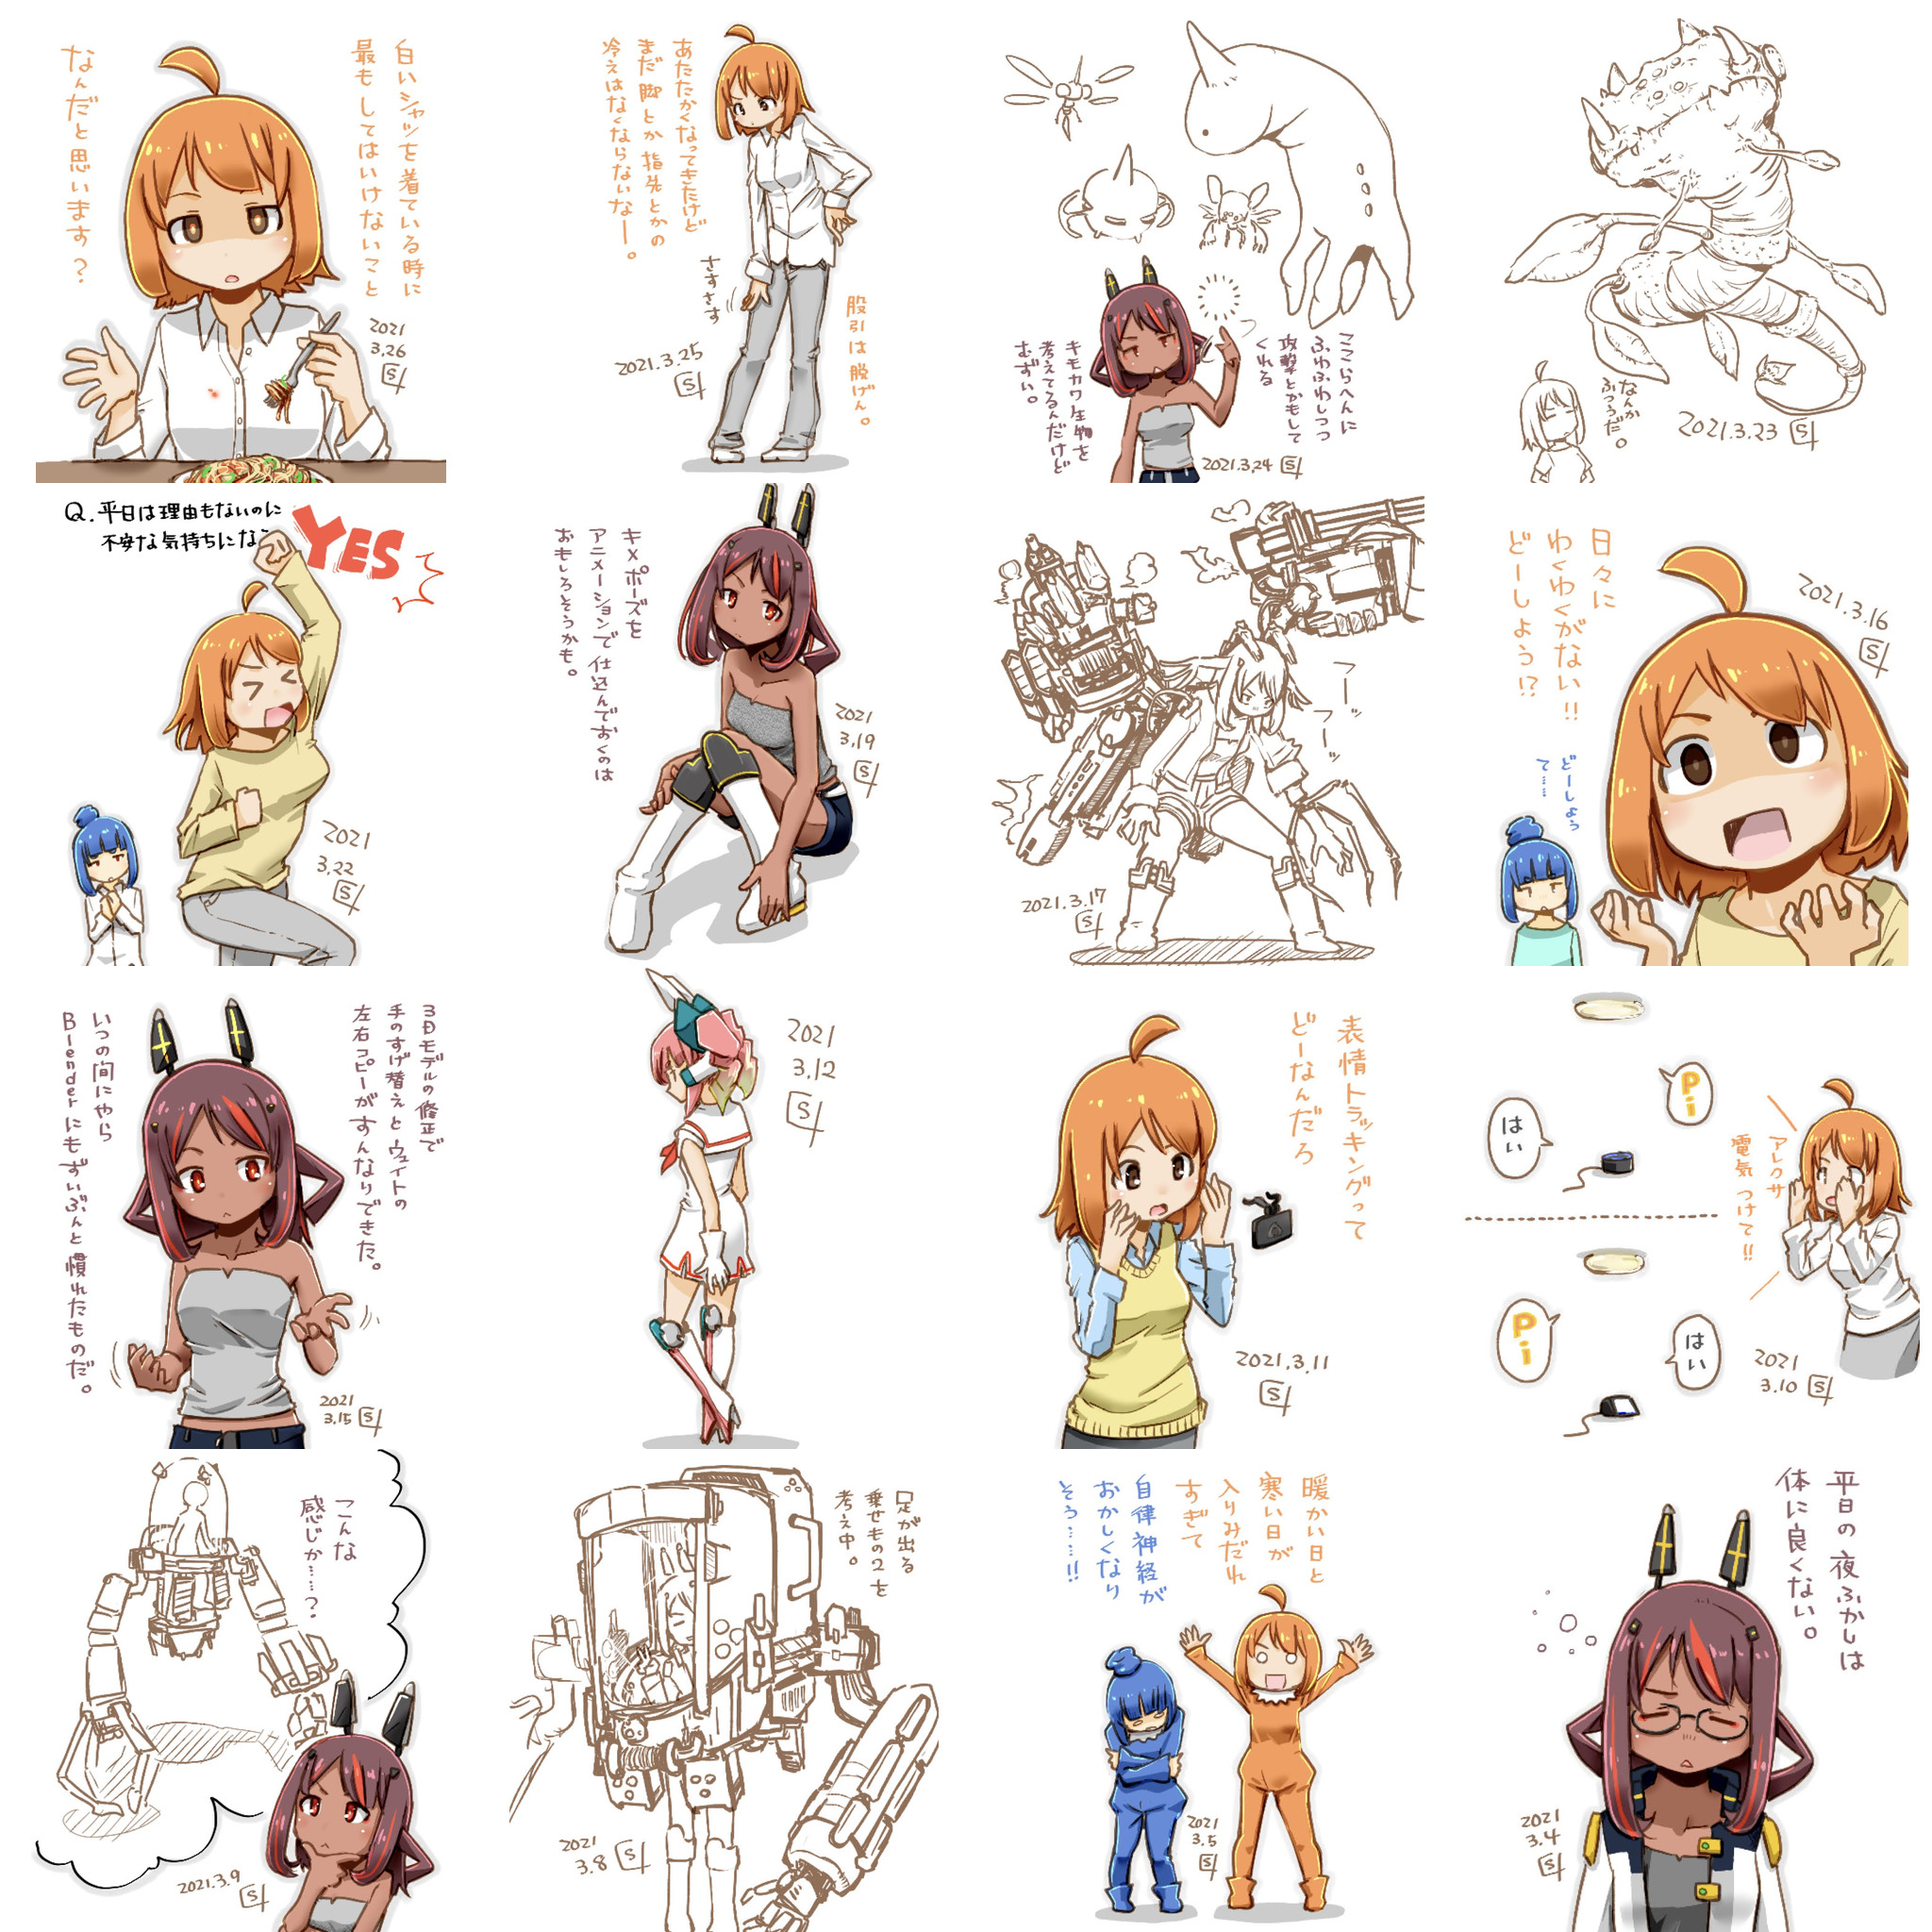 白いシャツを着ている時に
最もしてはいけないこと
なんだと思います？
2021
3.26
S
あたたかくなってきたけど
まだ脚とか指先とかの
冷えはなくならないなー。
さすさす
股引は脱げん。
2021.3.25
S
ここらへんに
ふわふわしつつ
攻撃とかもして
くれる
キモカワ生物を
考えてるんだけど
むずい。
2021.3.24
S
なんか
ふつうだ。
2021.3.23
S
Q.平日は理由もないのに
不安な気持ちになる
YES
2021
3.22
S
キメポーズを
アニメーションで仕込んでおくのは
おもしろそうかも。
2021
3.19
S
フーッ
フーッ
2021.3.17
S
日々に
わくわくがない!!
どーしよう!?
どーしよう
て……
2021.3.16
S
3Dモデルの修正で
手のすげ替えとウェイトの
左右コピーがすんなりできた。
いつの間にやら
Blenderにもずいぶんと慣れたものだ。
2021
3.15
S
2021
3.12
S
表情トラッキングって
どーなんだろ
2021.3.11
S
Pi
はい
アレクサ
電気つけて!!
Pi
はい
2021
3.10
S
こんな
感じか……?
2021.3.9
S
足が出る
乗せもの2を
考え中。
2021
3.8
S
暖かい日と
寒い日が
入りみだれ
すぎて
自律神経が
おかしくなり
そう……!!
2021
3.5
S
平日の夜ふかしは
体に良くない。
2021
3.4
S